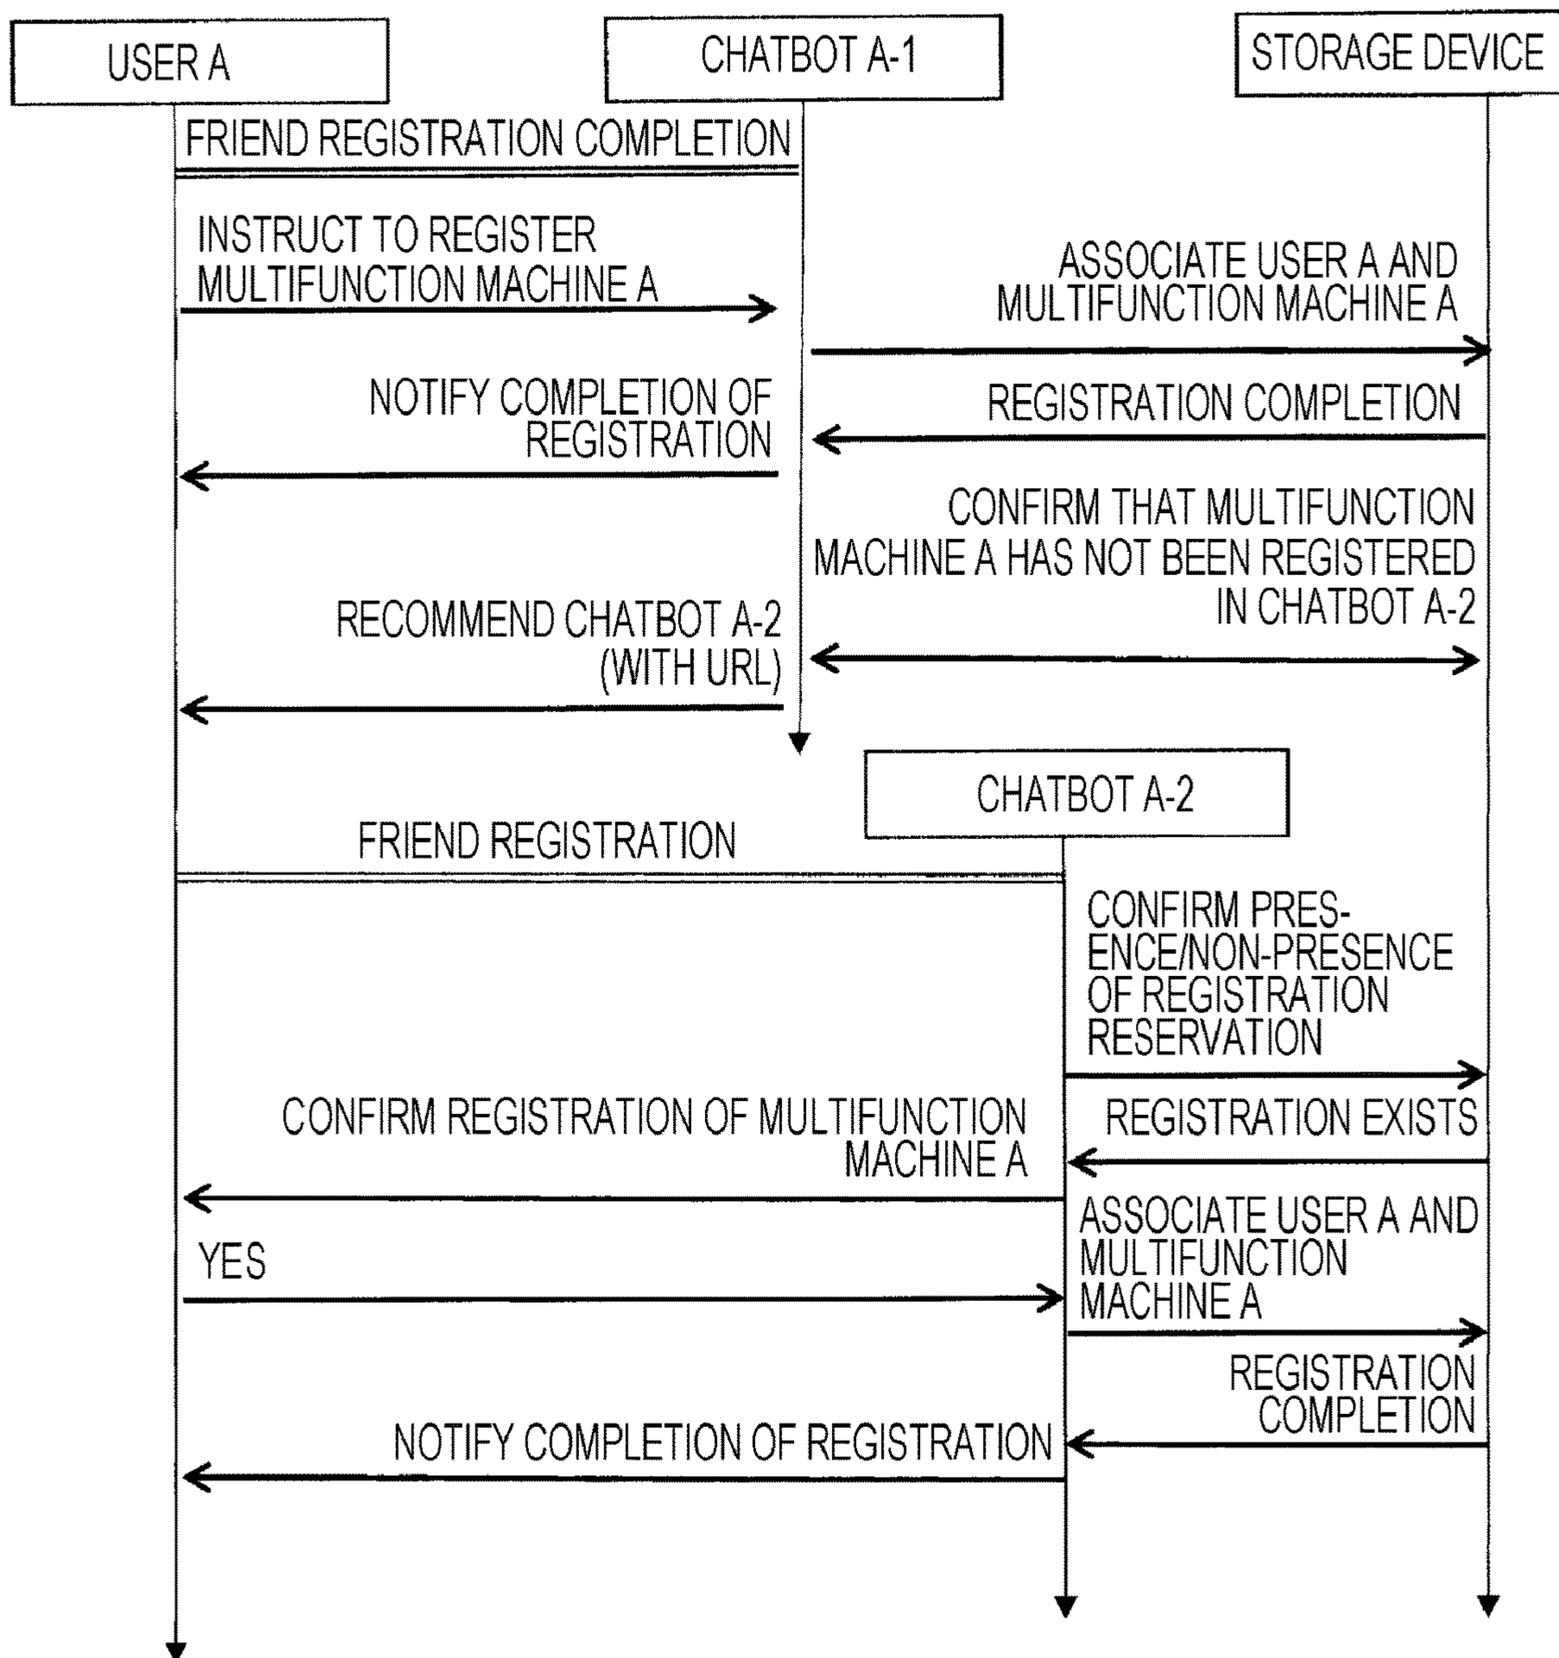 USER A
CHATBOT A-1
STORAGE DEVICE
FRIEND REGISTRATION COMPLETION
INSTRUCT TO REGISTER
MULTIFUNCTION MACHINE A
ASSOCIATE USER A AND
MULTIFUNCTION MACHINE A
NOTIFY COMPLETION OF
REGISTRATION
REGISTRATION COMPLETION
CONFIRM THAT MULTIFUNCTION
MACHINE A HAS NOT BEEN REGISTERED
IN CHATBOT A-2
RECOMMEND CHATBOT A-2
(WITH URL)
CHATBOT A-2
FRIEND REGISTRATION
CONFIRM PRES-
ENCE/NON-PRESENCE
OF REGISTRATION
RESERVATION
REGISTRATION EXISTS
CONFIRM REGISTRATION OF MULTIFUNCTION
MACHINE A
YES
ASSOCIATE USER A AND
MULTIFUNCTION
MACHINE A
REGISTRATION
COMPLETION
NOTIFY COMPLETION OF REGISTRATION